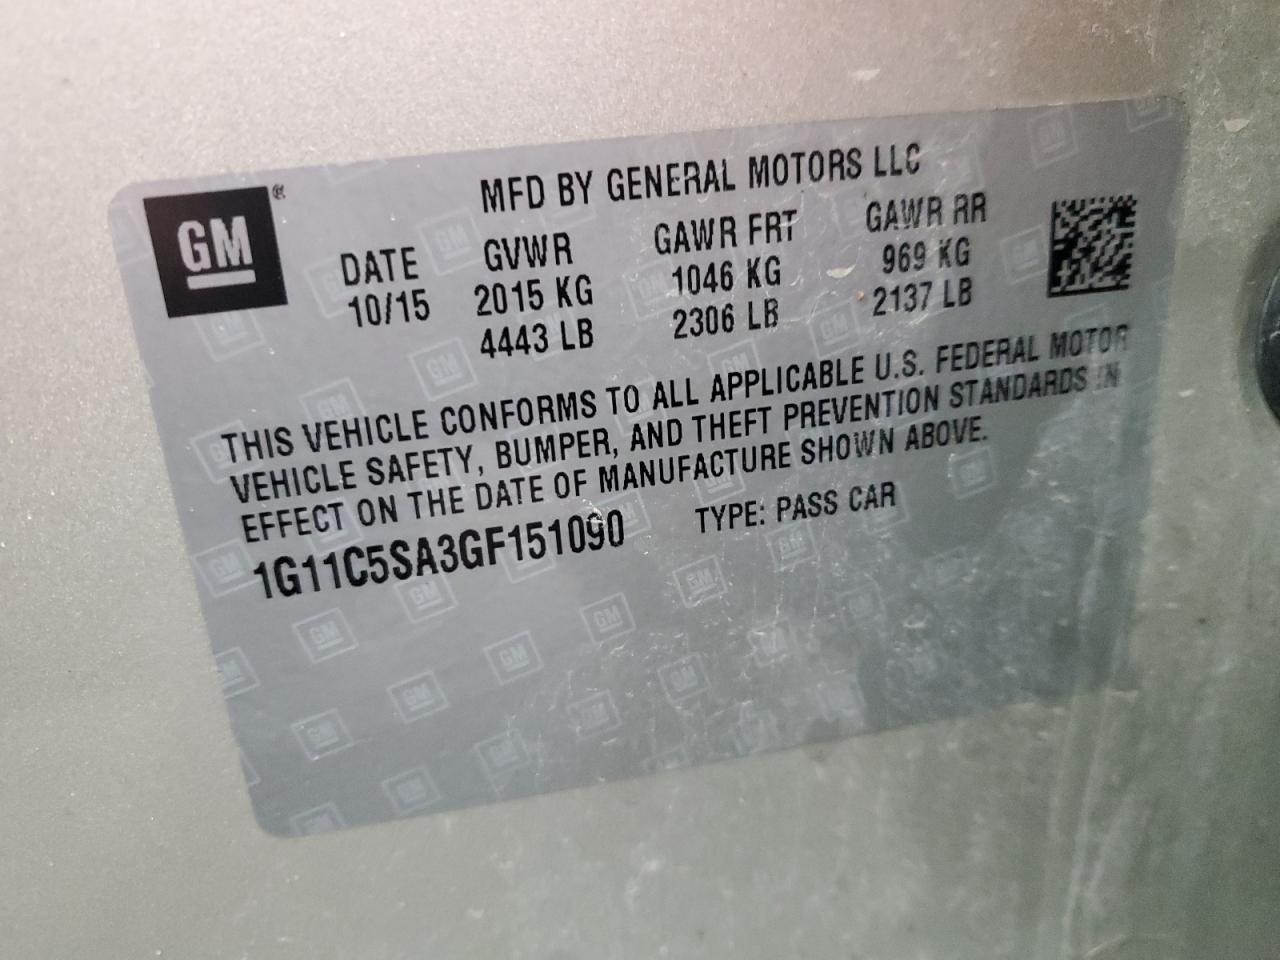 GM®
MFD BY GENERAL MOTORS LLC
DATE GVWR GAWR FRT GAWR RR
10/15 2015 KG 1046 KG 969 KG
4443 LB 2306 LB 2137 LB
THIS VEHICLE CONFORMS TO ALL APPLICABLE U.S. FEDERAL MOTOR
VEHICLE SAFETY, BUMPER, AND THEFT PREVENTION STANDARDS IN
EFFECT ON THE DATE OF MANUFACTURE SHOWN ABOVE.
1G11C5SA3GF151090 TYPE: PASS CAR